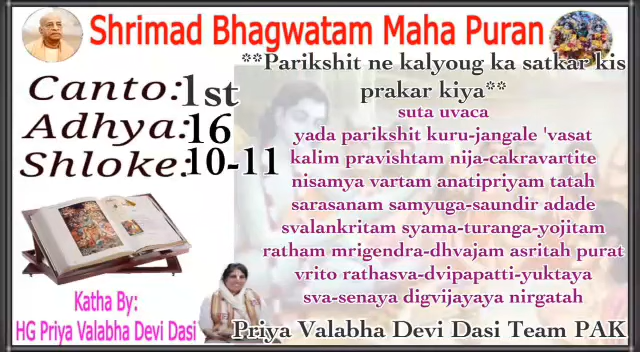 Shrimad Bhagwatam Maha Puran
Canto:1st
Adhya:16
Shloke:10-11
**Parikshit ne kalyoug ka satkar kis
prakar kiya**
suta uvaca
yada parikshit kuru-jangale 'vasat
kalim pravishtam nija-cakravartite
nisamya vartam anatipriyam tatah
sarasanam samyuga-saundir adade
svalankritam syama-turanga-yojitam
ratham mrigendra-dhvajam asritah purat
vrito rathasva-dvipapatti-yuktaya
sva-senaya digvijayaya nirgatah
Katha By:
HG Priya Valabha Devi Dasi
Priya Valabha Devi Dasi Team PAK